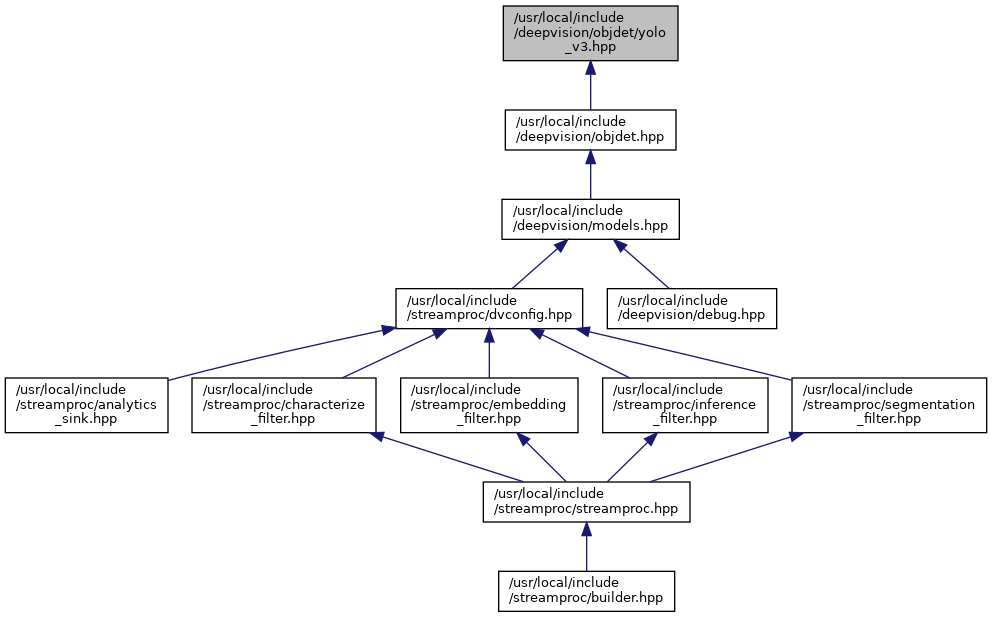 /usr/local/include
/deepvision/objdet/yolo
_v3.hpp
/usr/local/include
/deepvision/objdet.hpp
/usr/local/include
/deepvision/models.hpp
/usr/local/include
/streamproc/dvconfig.hpp
/usr/local/include
/deepvision/debug.hpp
/usr/local/include
/streamproc/analytics
_sink.hpp
/usr/local/include
/streamproc/characterize
_filter.hpp
/usr/local/include
/streamproc/embedding
_filter.hpp
/usr/local/include
/streamproc/inference
_filter.hpp
/usr/local/include
/streamproc/segmentation
_filter.hpp
/usr/local/include
/streamproc/streamproc.hpp
/usr/local/include
/streamproc/builder.hpp